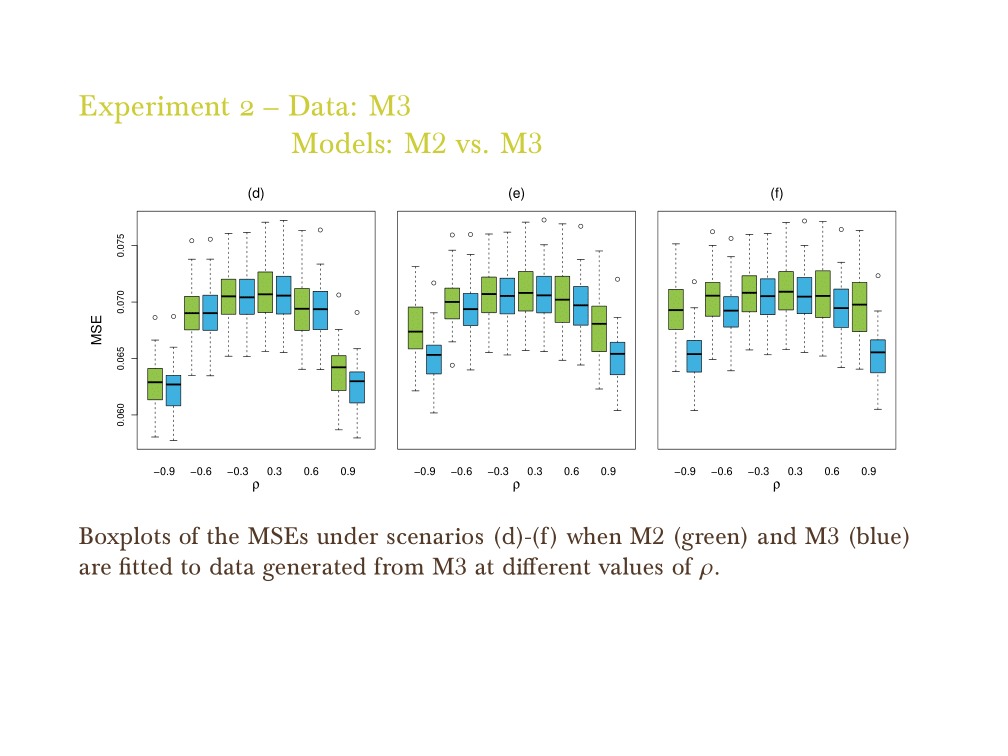 Experiment 2 – Data: M3
Models: M2 vs. M3
(d) (e) (f)
MSE
0.075
0.070
0.065
0.060
−0.9 −0.6 −0.3 0.3 0.6 0.9 −0.9 −0.6 −0.3 0.3 0.6 0.9 −0.9 −0.6 −0.3 0.3 0.6 0.9
ρ ρ ρ
Boxplots of the MSEs under scenarios (d)-(f) when M2 (green) and M3 (blue)
are fitted to data generated from M3 at different values of ρ.